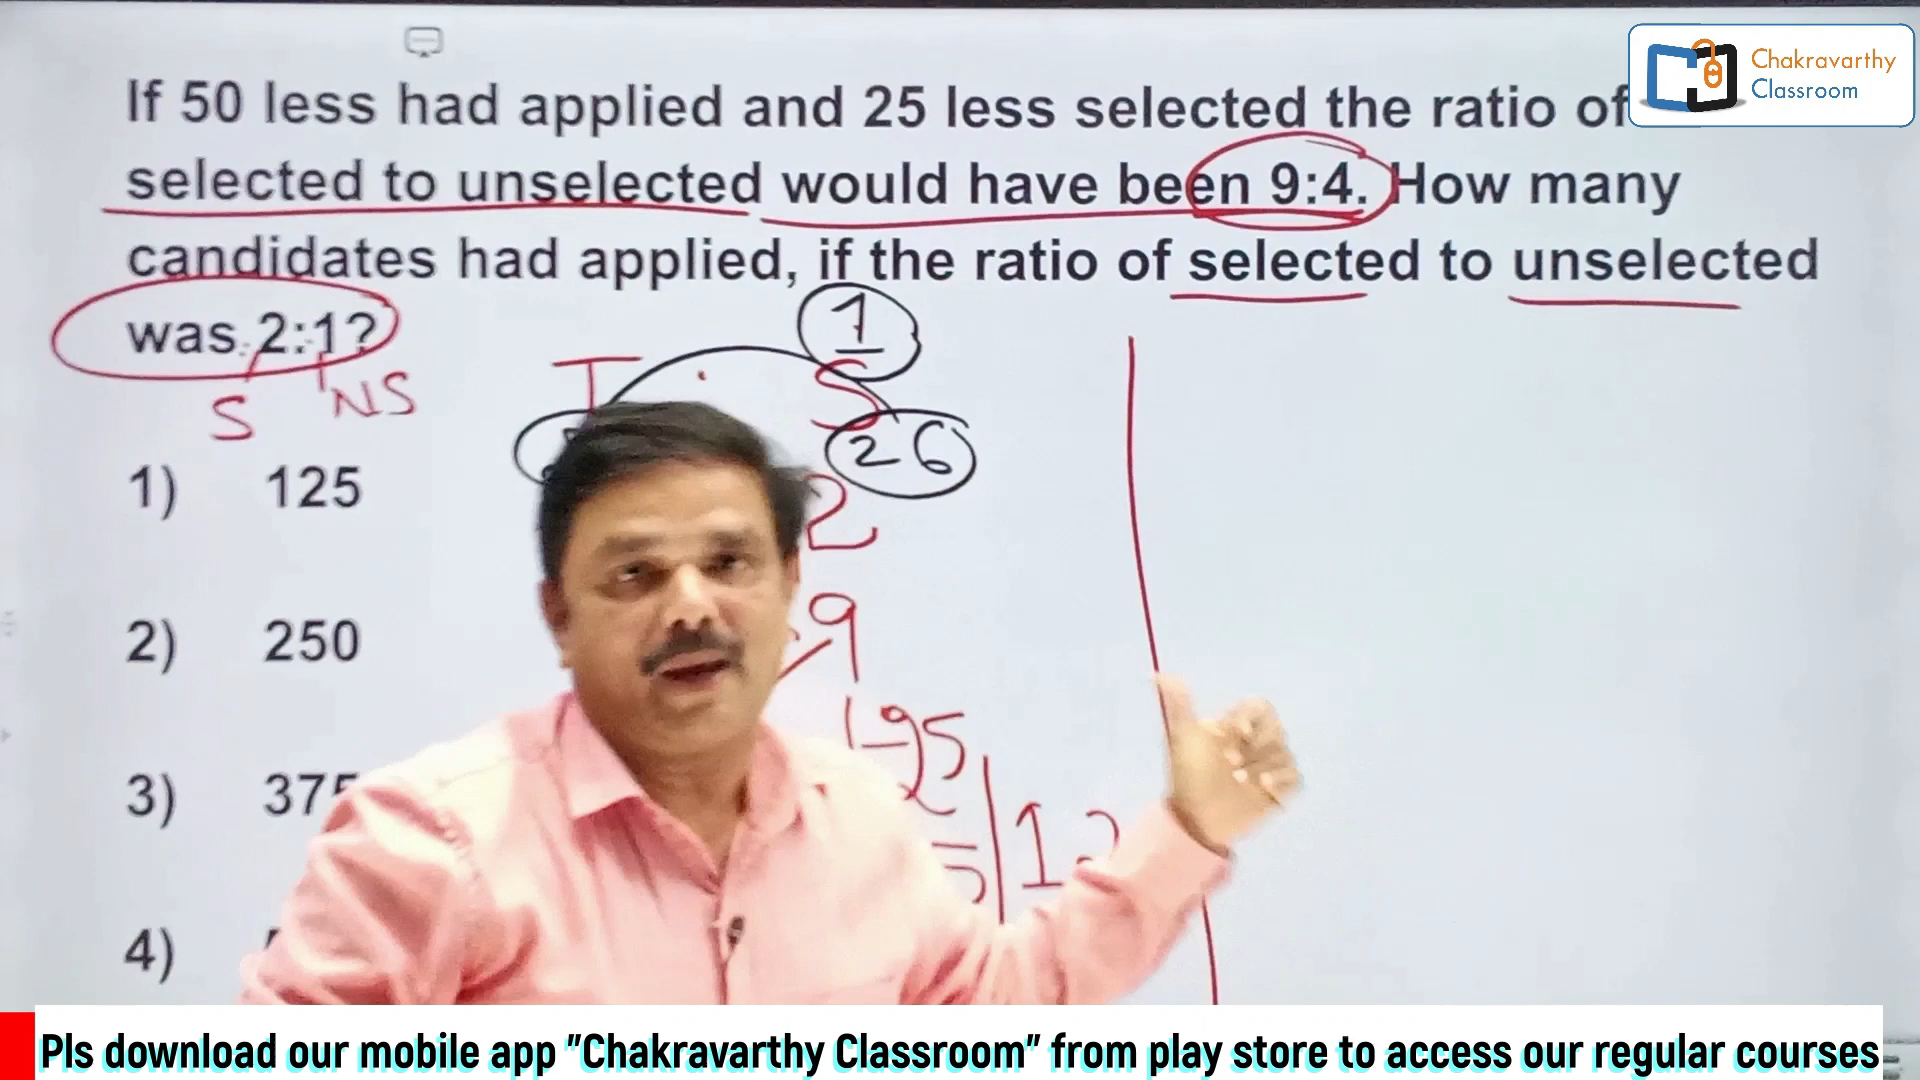 Chakravarthy
Classroom
If 50 less had applied and 25 less selected the ratio of
selected to unselected would have been 9:4. How many
candidates had applied, if the ratio of selected to unselected
was 2:1?
S NS
T : S
1
26
2
9
1) 125
2) 250
3) 375
4)
Pls download our mobile app "Chakravarthy Classroom" from play store to access our regular courses